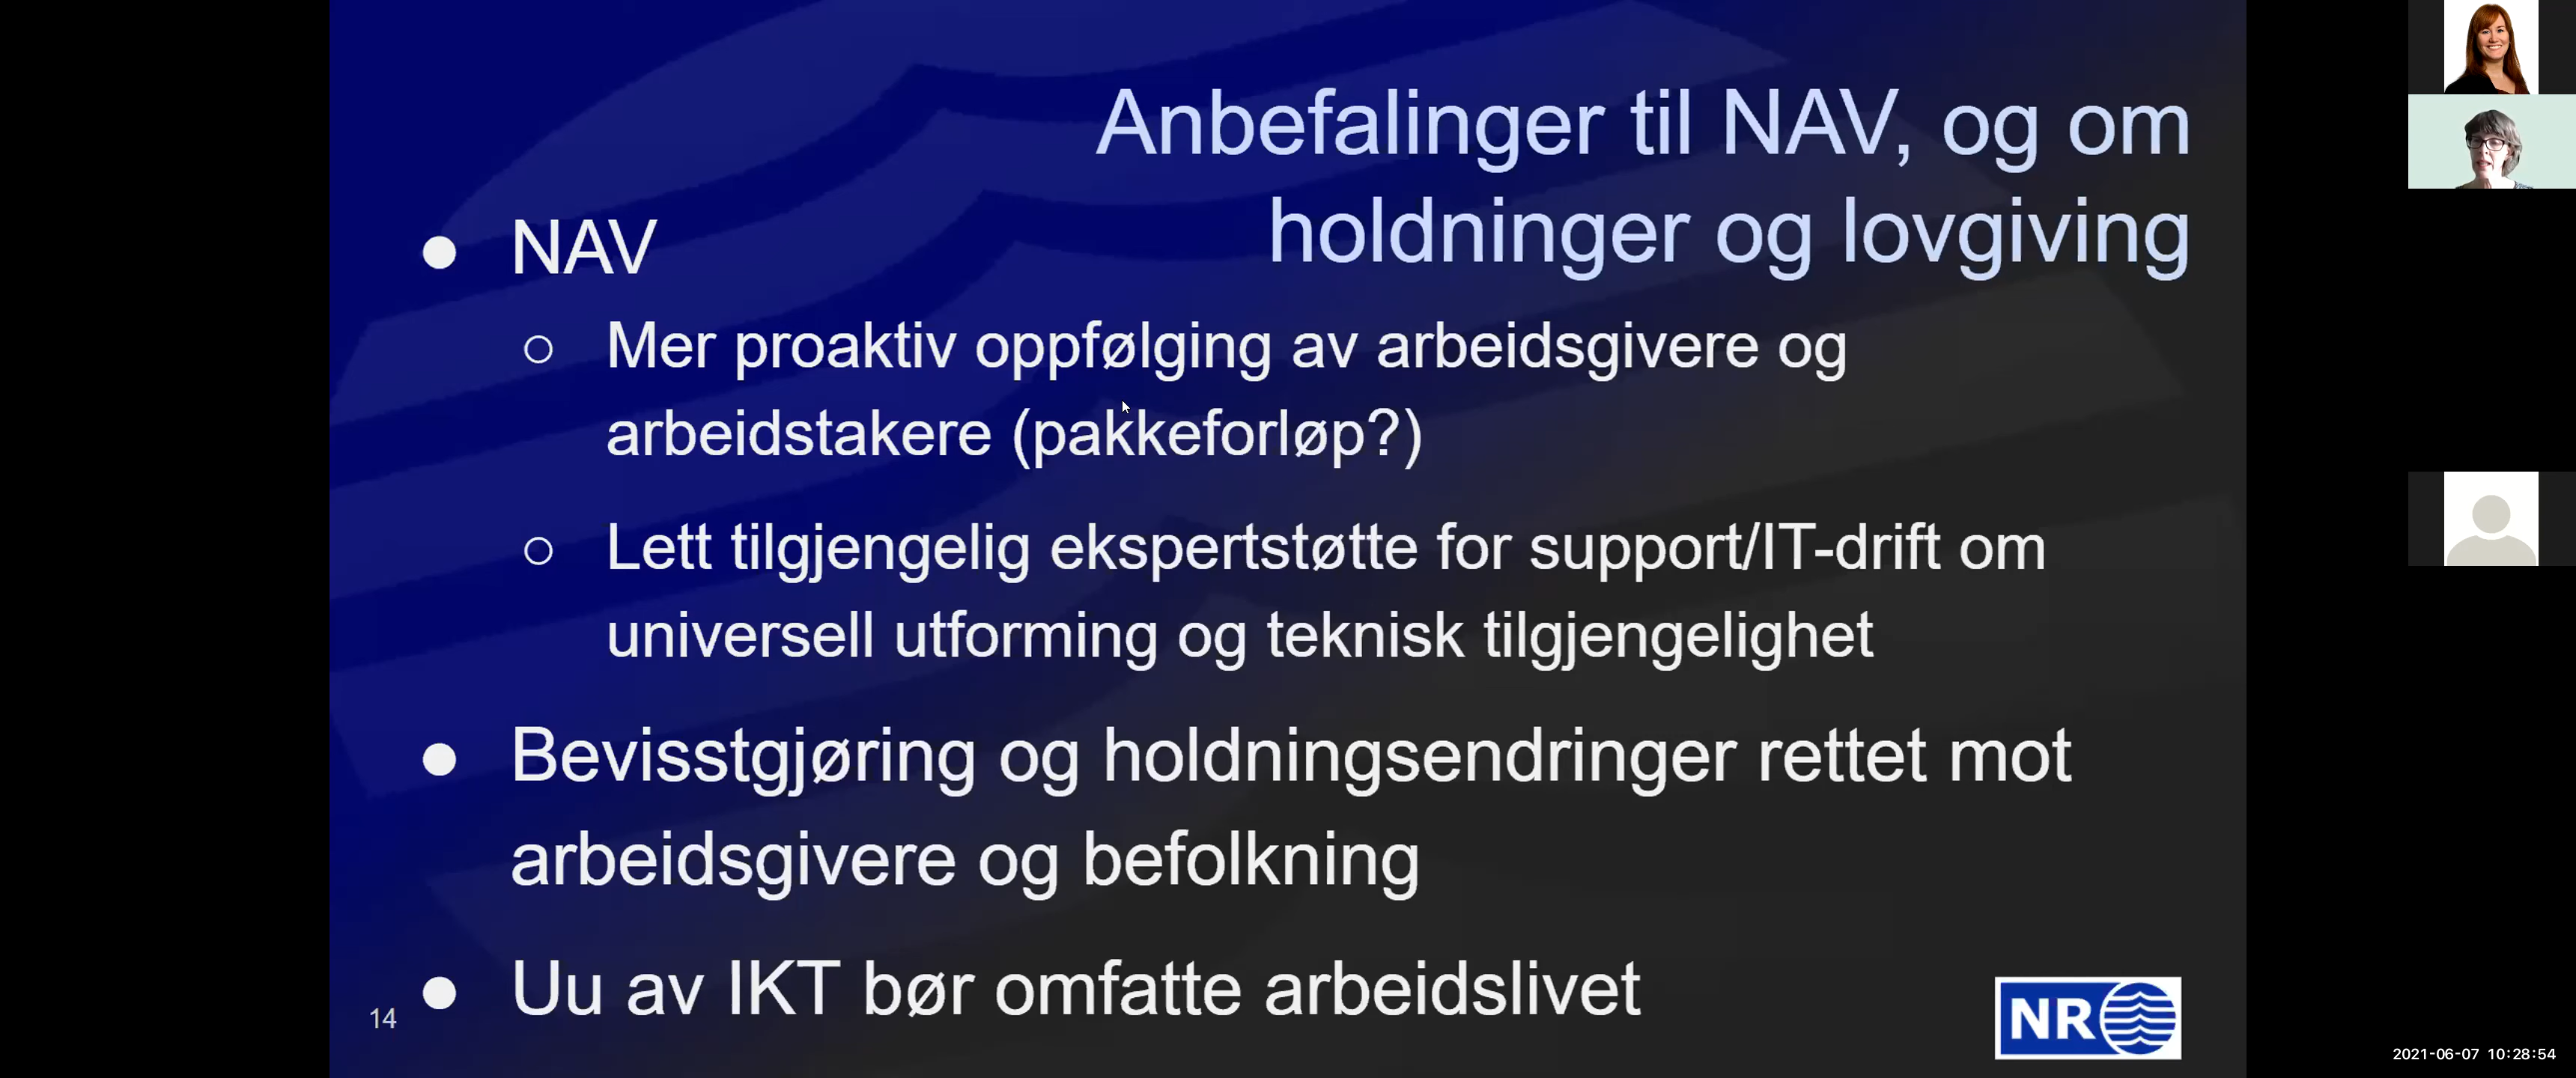 Anbefalinger til NAV, og om
holdninger og lovgiving
● NAV
○ Mer proaktiv oppfølging av arbeidsgivere og
arbeidstakere (pakkeforløp?)
○ Lett tilgjengelig ekspertstøtte for support/IT-drift om
universell utforming og teknisk tilgjengelighet
● Bevisstgjøring og holdningsendringer rettet mot
arbeidsgivere og befolkning
● Uu av IKT bør omfatte arbeidslivet
14
NR
2021-06-07 10:28:54